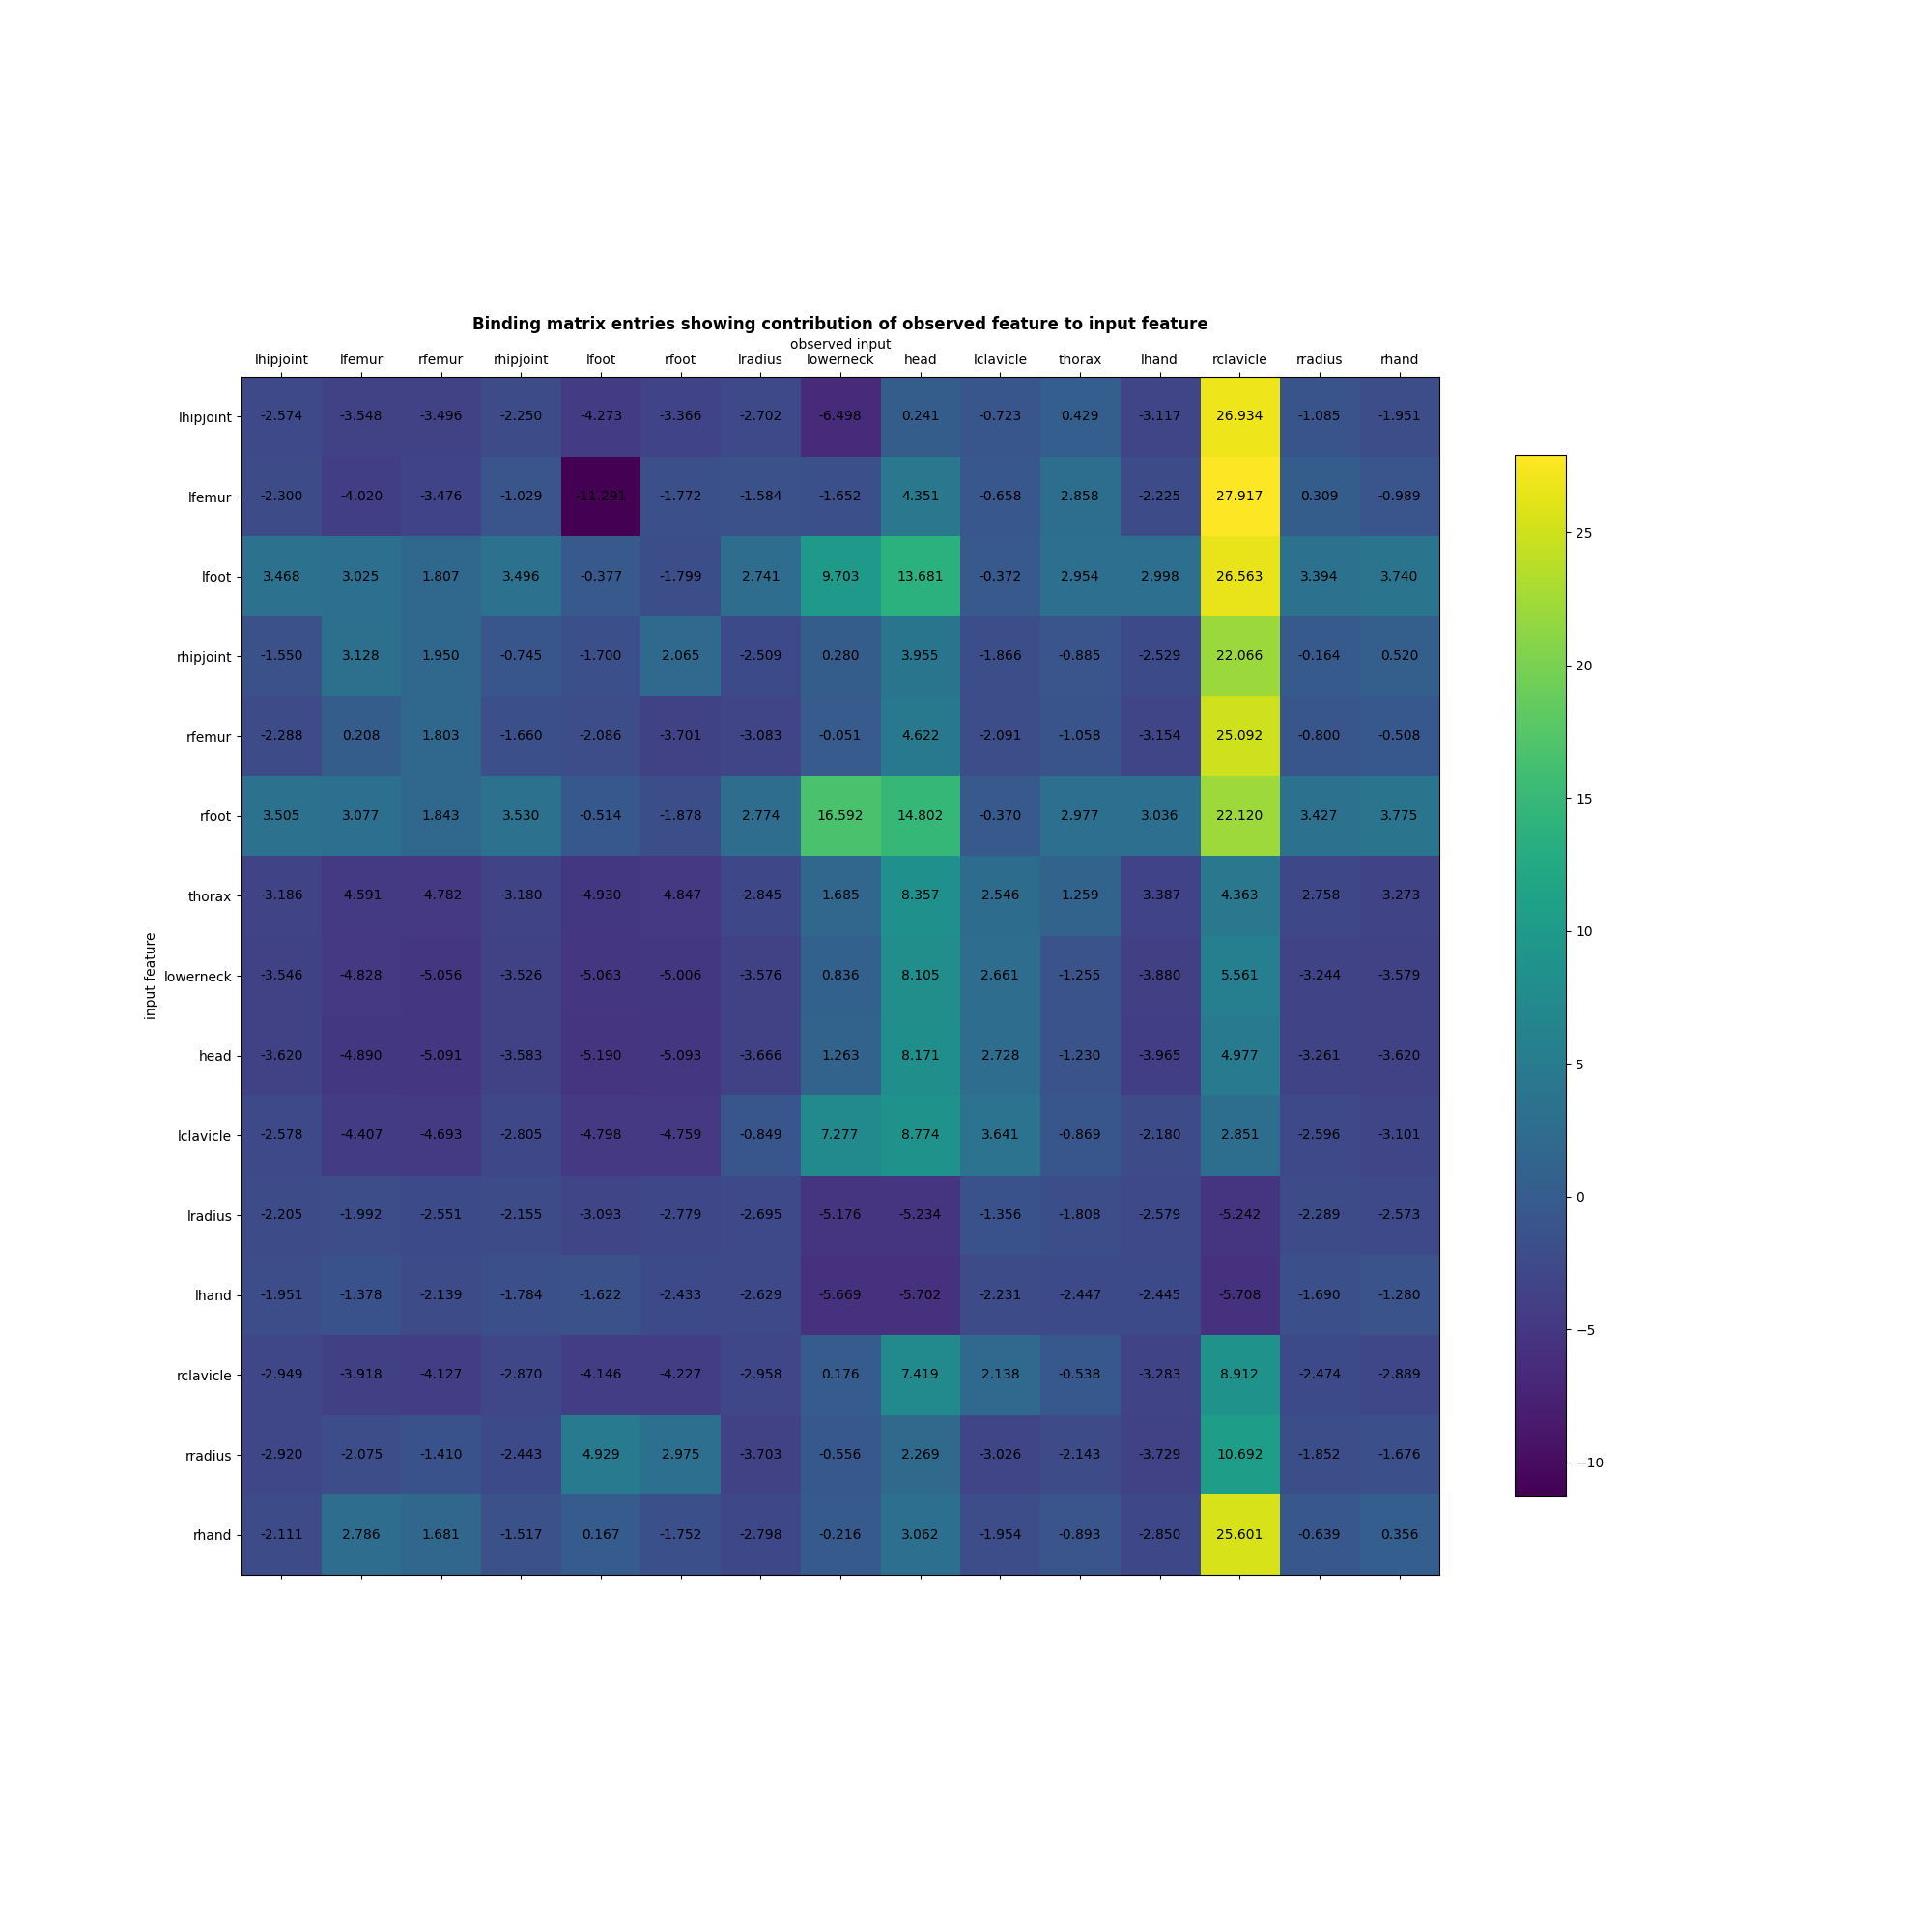 Binding matrix entries showing contribution of observed feature to input feature
observed input
lhipjoint lfemur rfemur rhipjoint lfoot rfoot lradius lowerneck head lclavicle thorax lhand rclavicle rradius rhand
lhipjoint -2.574 -3.548 -3.496 -2.250 -4.273 -3.366 -2.702 -6.498 0.241 -0.723 0.429 -3.117 26.934 -1.085 -1.951
lfemur -2.300 -4.020 -3.476 -1.029 -11.291 -1.772 -1.584 -1.652 4.351 -0.658 2.858 -2.225 27.917 0.309 -0.989
25
lfoot 3.468 3.025 1.807 3.496 -0.377 -1.799 2.741 9.703 13.681 -0.372 2.954 2.998 26.563 3.394 3.740
rhipjoint -1.550 3.128 1.950 -0.745 -1.700 2.065 -2.509 0.280 3.955 -1.866 -0.885 -2.529 22.066 -0.164 0.520
20
rfemur -2.288 0.208 1.803 -1.660 -2.086 -3.701 -3.083 -0.051 4.622 -2.091 -1.058 -3.154 25.092 -0.800 -0.508
15
rfoot 3.505 3.077 1.843 3.530 -0.514 -1.878 2.774 16.592 14.802 -0.370 2.977 3.036 22.120 3.427 3.775
thorax -3.186 -4.591 -4.782 -3.180 -4.930 -4.847 -2.845 1.685 8.357 2.546 1.259 -3.387 4.363 -2.758 -3.273
10
input feature
lowerneck -3.546 -4.828 -5.056 -3.526 -5.063 -5.006 -3.576 0.836 8.105 2.661 -1.255 -3.880 5.561 -3.244 -3.579
head -3.620 -4.890 -5.091 -3.583 -5.190 -5.093 -3.666 1.263 8.171 2.728 -1.230 -3.965 4.977 -3.261 -3.620
5
lclavicle -2.578 -4.407 -4.693 -2.805 -4.798 -4.759 -0.849 7.277 8.774 3.641 -0.869 -2.180 2.851 -2.596 -3.101
0
lradius -2.205 -1.992 -2.551 -2.155 -3.093 -2.779 -2.695 -5.176 -5.234 -1.356 -1.808 -2.579 -5.242 -2.289 -2.573
lhand -1.951 -1.378 -2.139 -1.784 -1.622 -2.433 -2.629 -5.669 -5.702 -2.231 -2.447 -2.445 -5.708 -1.690 -1.280
−5
rclavicle -2.949 -3.918 -4.127 -2.870 -4.146 -4.227 -2.958 0.176 7.419 2.138 -0.538 -3.283 8.912 -2.474 -2.889
rradius -2.920 -2.075 -1.410 -2.443 4.929 2.975 -3.703 -0.556 2.269 -3.026 -2.143 -3.729 10.692 -1.852 -1.676
−10
rhand -2.111 2.786 1.681 -1.517 0.167 -1.752 -2.798 -0.216 3.062 -1.954 -0.893 -2.850 25.601 -0.639 0.356